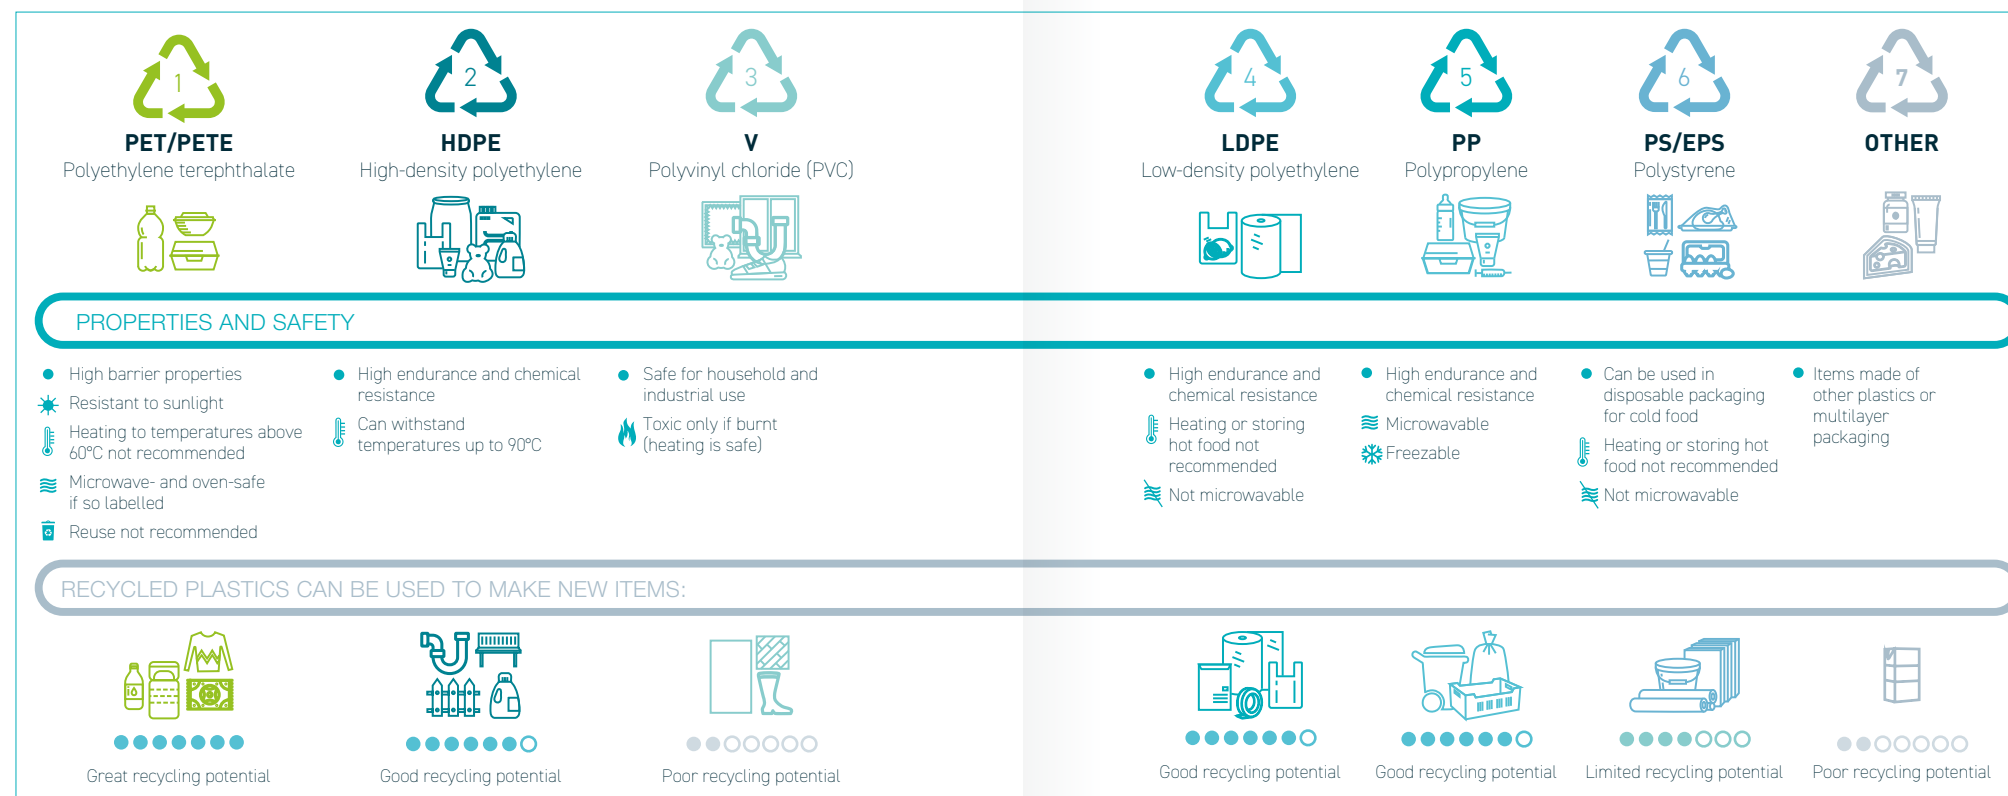 1
PET/PETE
Polyethylene terephthalate
2
HDPE
High-density polyethylene
3
V
Polyvinyl chloride (PVC)
4
LDPE
Low-density polyethylene
5
PP
Polypropylene
6
PS/EPS
Polystyrene
7
OTHER
PROPERTIES AND SAFETY
High barrier properties
Resistant to sunlight
Heating to temperatures above
60°C not recommended
Microwave- and oven-safe
if so labelled
Reuse not recommended
High endurance and chemical
resistance
Can withstand
temperatures up to 90°C
Safe for household and
industrial use
Toxic only if burnt
(heating is safe)
High endurance and
chemical resistance
Heating or storing
hot food not
recommended
Not microwavable
High endurance and
chemical resistance
Microwavable
Freezable
Can be used in
disposable packaging
for cold food
Heating or storing hot
food not recommended
Not microwavable
Items made of
other plastics or
multilayer
packaging
RECYCLED PLASTICS CAN BE USED TO MAKE NEW ITEMS:
Great recycling potential
Good recycling potential
Poor recycling potential
Good recycling potential
Good recycling potential
Limited recycling potential
Poor recycling potential